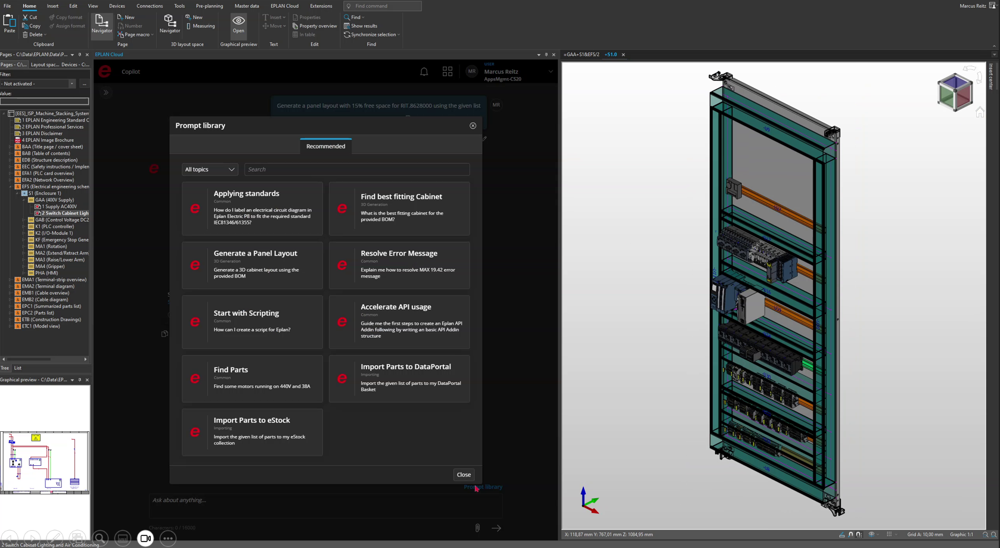 File Home Insert Edit View Devices Connections Tools Pre-planning Master data EPLAN Cloud Extensions Find command Marcus Reitz
Paste
Cut
Copy
Delete
Copy format
Assign format
Clipboard
Navigator
New
Number
Page macro
Page
Navigator
New
Measuring
3D layout space
Open
Graphical preview
Insert
Move
Text
Properties
Property overview
In table
Edit
Find
Show results
Synchronize selection
Find
Pages - C:\Data\EPLAN\Data\P...
Pages - C:\... Layout spac... Devices - C:...
Filter:
- Not activated -
...
Value:
[EES]_ISP_Machine_Stacking_System
1 EPLAN Engineering Standard C
2 EPLAN Professional Services
3 EPLAN Disclaimer
4 EPLAN Image Brochure
BAA (Title page / cover sheet)
BAB (Table of contents)
EDB (Structure description)
EEC (Safety instructions / Implem
EFA1 (PLC card overview)
EFA2 (Network Overview)
EFS (Electrical engineering schem
S1 (Enclosure 1)
GAA (400V Supply)
1 Supply AC400V
2 Switch Cabinet Ligh
GAB (Control Voltage DC2
K1 (PLC controller)
K2 (I/O-Module 1)
KF (Emergency Stop Gene
MA1 (Rotation)
MA2 (Extend/Retract Arm
MA3 (Raise/Lower Arm)
MA4 (Gripper)
PHA (HMI)
EMA1 (Terminal-strip overview)
EMA2 (Terminal diagram)
EMB1 (Cable overview)
EMB2 (Cable diagram)
EPC1 (Summarized parts list)
EPC2 (Parts list)
ETB (Construction Drawings)
ETC1 (Model view)
Tree List
Graphical preview - C:\Data\EP...
EPLAN Cloud
Copilot
MR
USER
Marcus Reitz
AppsMgmt-CS20
Generate a panel layout with 15% free space for RIT.8628000 using the given list
MR
Prompt library
Recommended
All topics
Search
Applying standards
Common
How do I label an electrical circuit diagram in
Eplan Electric P8 to fit the required standard
IEC81346/61355?
Find best fitting Cabinet
3D Generation
What is the best fitting cabinet for the
provided BOM?
Generate a Panel Layout
3D Generation
Generate a 3D cabinet layout using the
provided BOM
Resolve Error Message
Common
Explain me how to resolve MAX 19.42 error
message
Start with Scripting
Common
How can I create a script for Eplan?
Accelerate API usage
Common
Guide me the first steps to create an Eplan API
Addin following by writing an basic API Addin
structure
Find Parts
Common
Find some motors running on 440V and 38A
Import Parts to DataPortal
Importing
Import the given list of parts to my DataPortal
Basket
Import Parts to eStock
Importing
Import the given list of parts to my eStock
collection
Close
Prompt library
Ask about anything...
Characters: 0 / 16000
=GAA+S1&EFS/2 +S1.0
Insert center
-U9
-U8
X: 118,87 mm Y: 767,01 mm Z: 1084,95 mm
Grid A: 10,00 mm Graphic 1:1
2 Switch Cabinet Lighting and Air Conditioning